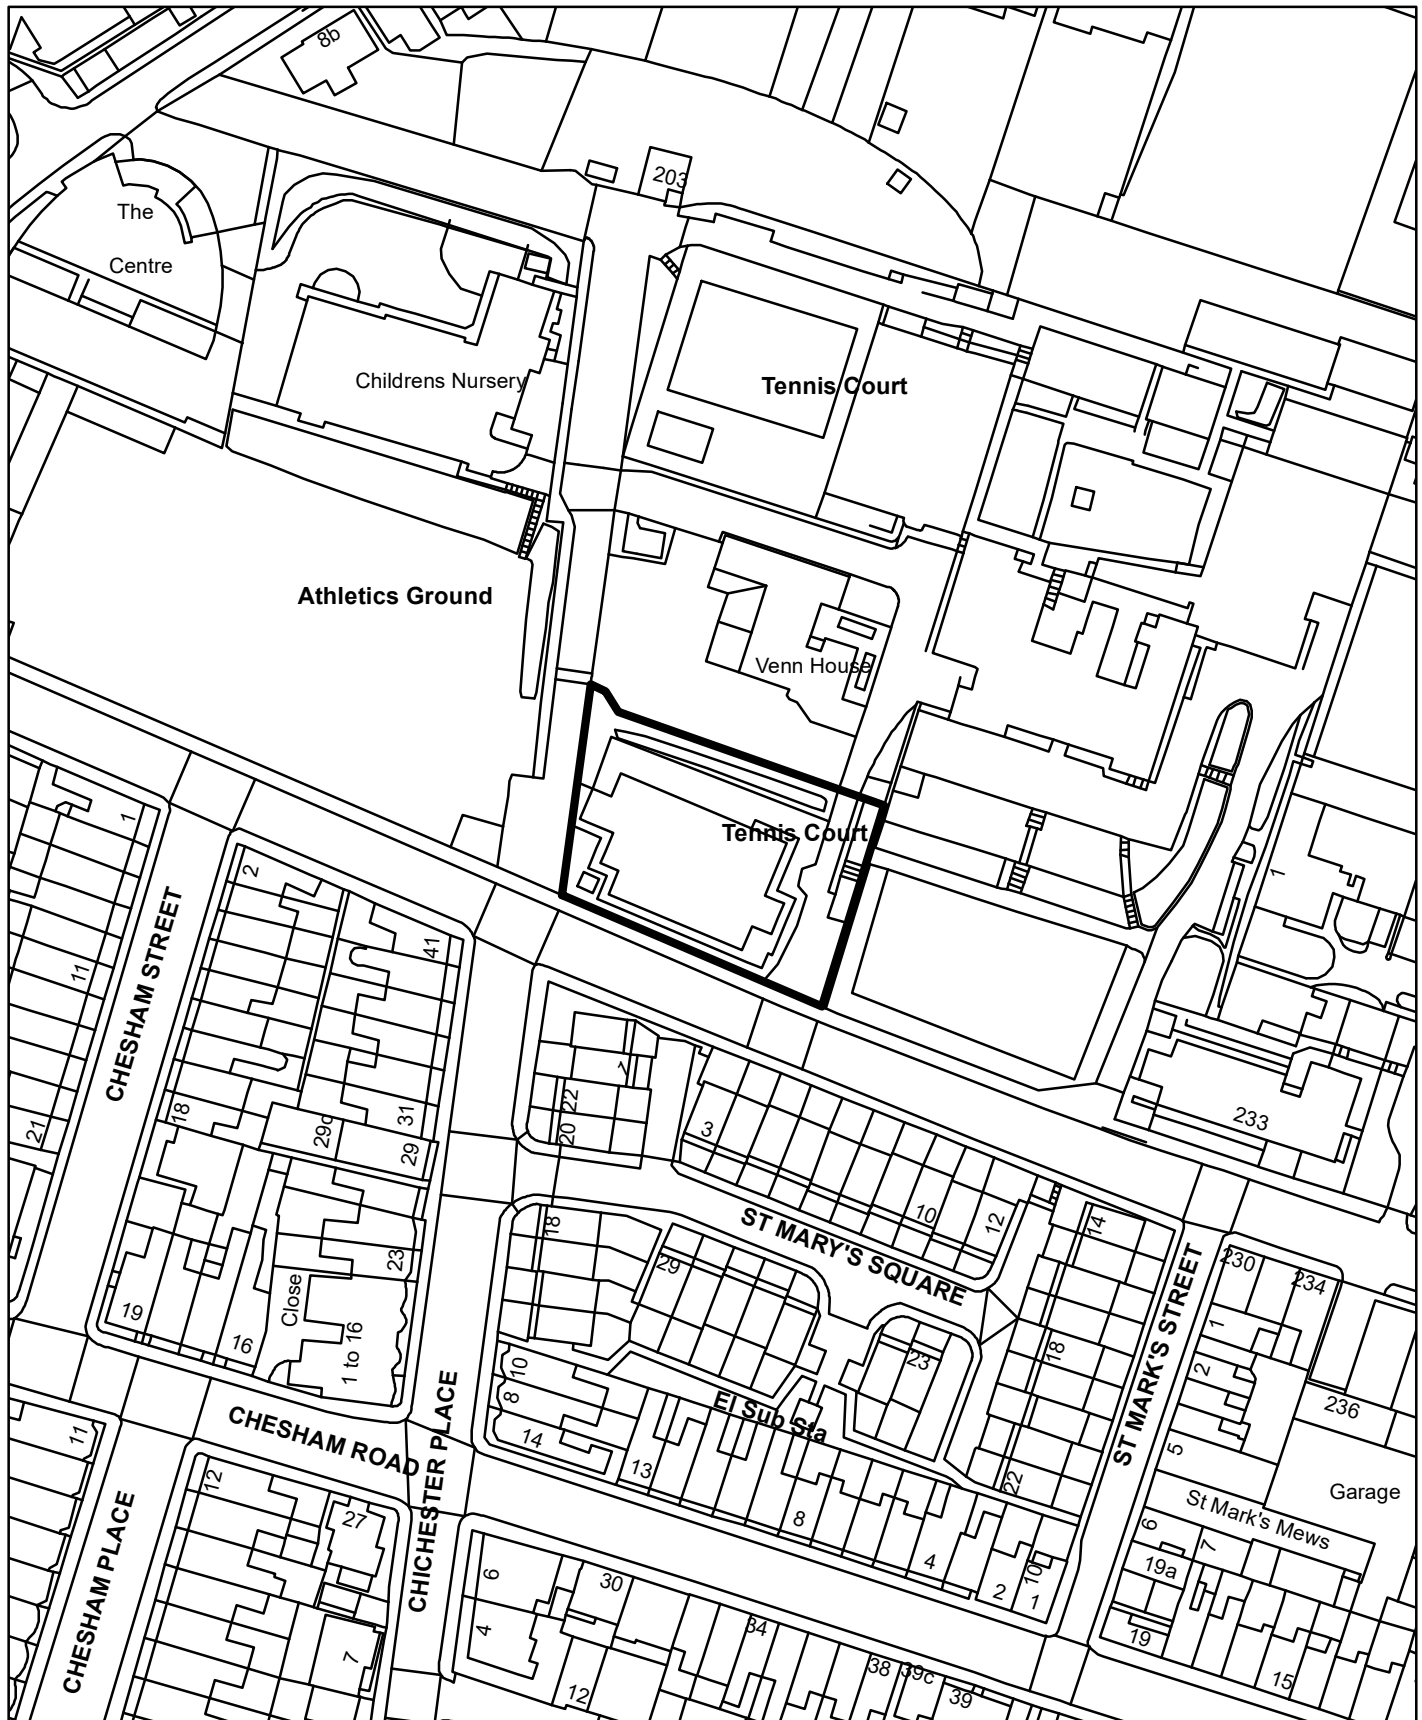 8b
203
The
Centre
Childrens Nursery
Tennis Court
Athletics Ground
Venn House
Tennis Court
1
2
41
1
11
CHESHAM STREET
18
21
29c
31
29
7
22
20
3
233
10
12
14
ST MARY'S SQUARE
18
29
23
230
234
19
16
Close
1 to 16
23
18
1
2
ST MARK'S STREET
10
8
14
El Sub Sta
236
11
CHESHAM ROAD
CHICHESTER PLACE
13
8
22
5
Garage
St Mark's Mews
12
27
4
2
1
10
6
7
19a
CHESHAM PLACE
6
30
4
7
34
19
15
12
38
39c
39